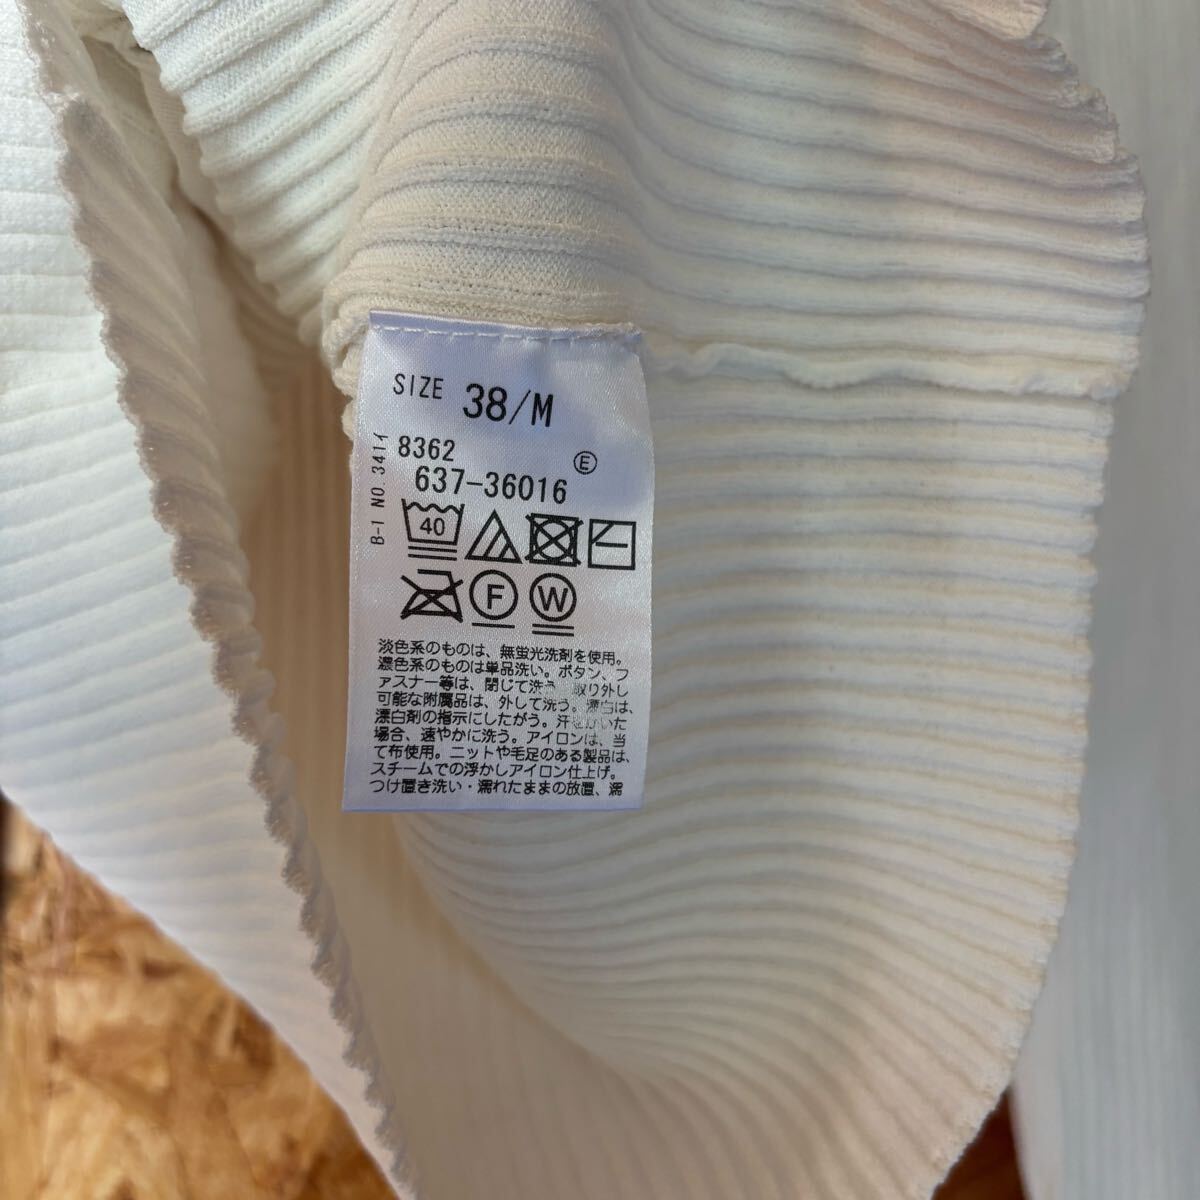 SIZE 38/M
8362 Ⓔ
637-36016
B-1 NO.341イ
40
F W
淡色系のものは、無蛍光洗剤を使用。
濃色系のものは単品洗い。ボタン、フ
ァスナー等は、閉じて洗う。取り外し
可能な附属品は、外して洗う。漂白は、
漂白剤の指示にしたがう。汗をかいた
場合、速やかに洗う。アイロンは、当
て布使用。ニットや毛足のある製品は、
スチームでの浮かしアイロン仕上げ。
つけ置き洗い・濡れたままの放置、濡